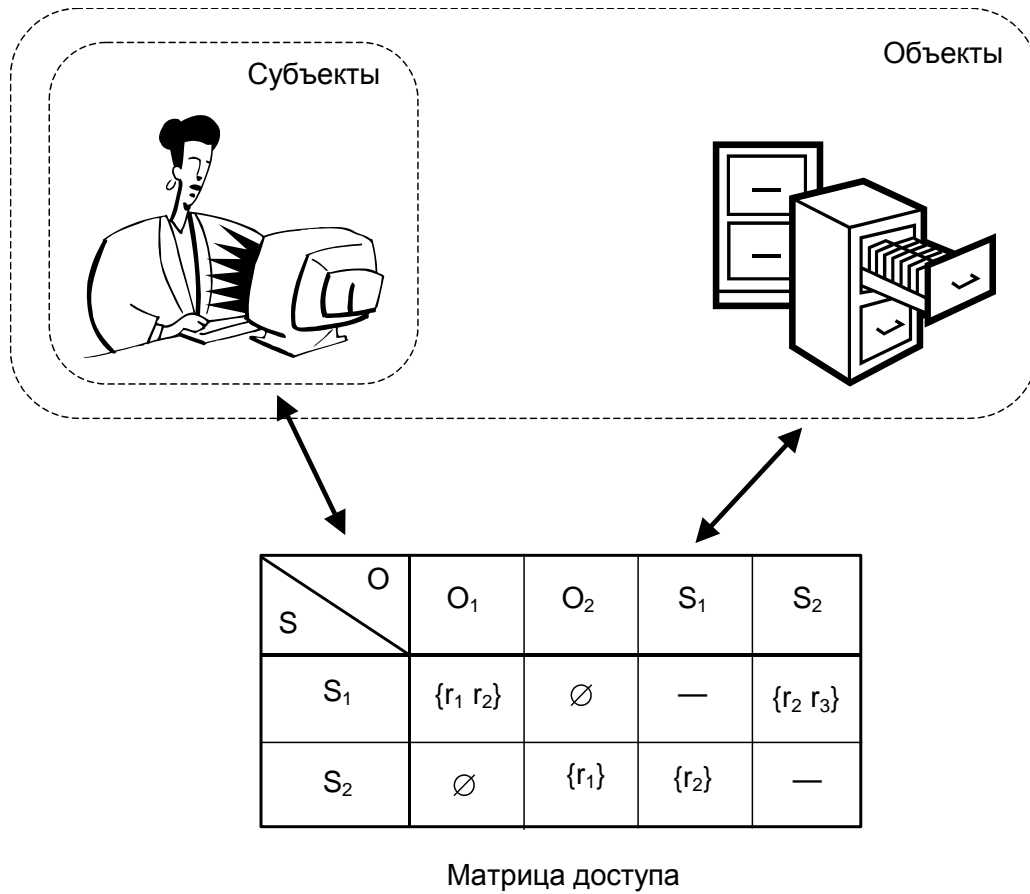 Субъекты
Объекты
O
S
O₁ O₂ S₁ S₂
S₁ {r₁ r₂} ∅ — {r₂ r₃}
S₂ ∅ {r₁} {r₂} —
Матрица доступа